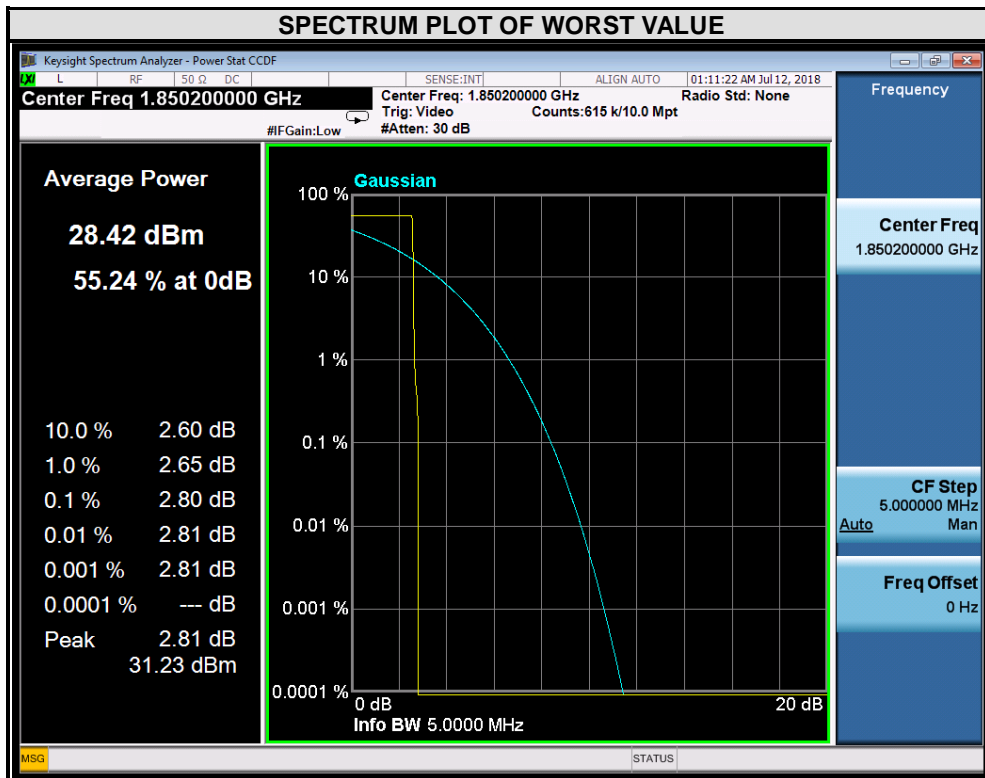 SPECTRUM PLOT OF WORST VALUE
Keysight Spectrum Analyzer - Power Stat CCDF
LXI L RF 50 Ω DC SENSE:INT ALIGN AUTO 01:11:22 AM Jul 12, 2018
Center Freq 1.850200000 GHz
Center Freq: 1.850200000 GHz Radio Std: None
Trig: Video Counts:615 k/10.0 Mpt
#IFGain:Low #Atten: 30 dB
Frequency
Average Power
28.42 dBm
55.24 % at 0dB
10.0 % 2.60 dB
1.0 % 2.65 dB
0.1 % 2.80 dB
0.01 % 2.81 dB
0.001 % 2.81 dB
0.0001 % --- dB
Peak 2.81 dB
31.23 dBm
Gaussian
100 %
10 %
1 %
0.1 %
0.01 %
0.001 %
0.0001 %
0 dB 20 dB
Info BW 5.0000 MHz
Center Freq
1.850200000 GHz
CF Step
5.000000 MHz
Auto Man
Freq Offset
0 Hz
MSG STATUS